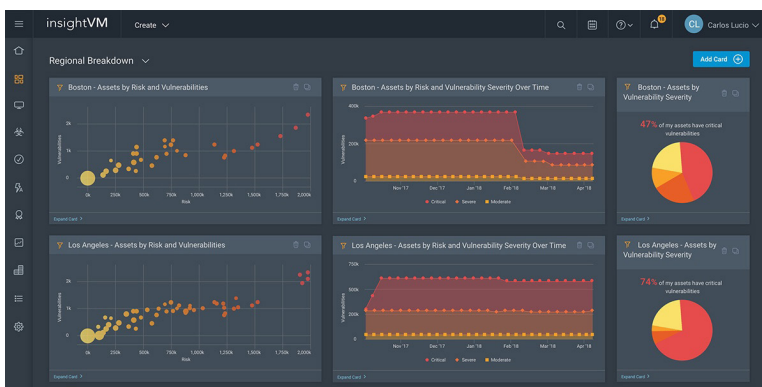 insightVM
Create
18
CL
Carlos Lucio
Regional Breakdown
Add Card
Boston - Assets by Risk and Vulnerabilities
Vulnerabilities
2k
1k
0
0k 250k 500k 750k 1,000k 1,250k 1,500k 1,750k 2,000k
Risk
Expand Card >
Boston - Assets by Risk and Vulnerability Severity Over Time
Vulnerabilities
400k
200k
0
Nov '17 Dec '17 Jan '18 Feb '18 Mar '18 Apr '18
Critical Severe Moderate
Expand Card >
Boston - Assets by
Vulnerability Severity
47% of my assets have critical
vulnerabilities
Expand Card >
Los Angeles - Assets by Risk and Vulnerabilities
Vulnerabilities
1k
0
0k 250k 500k 750k 1,000k 1,250k 1,500k 1,750k 2,000k
Risk
Expand Card >
Los Angeles - Assets by Risk and Vulnerability Severity Over Time
Vulnerabilities
750k
500k
0
Nov '17 Dec '17 Jan '18 Feb '18 Mar '18 Apr '18
Critical Severe Moderate
Expand Card >
Los Angeles - Assets by
Vulnerability Severity
74% of my assets have critical
vulnerabilities
Expand Card >